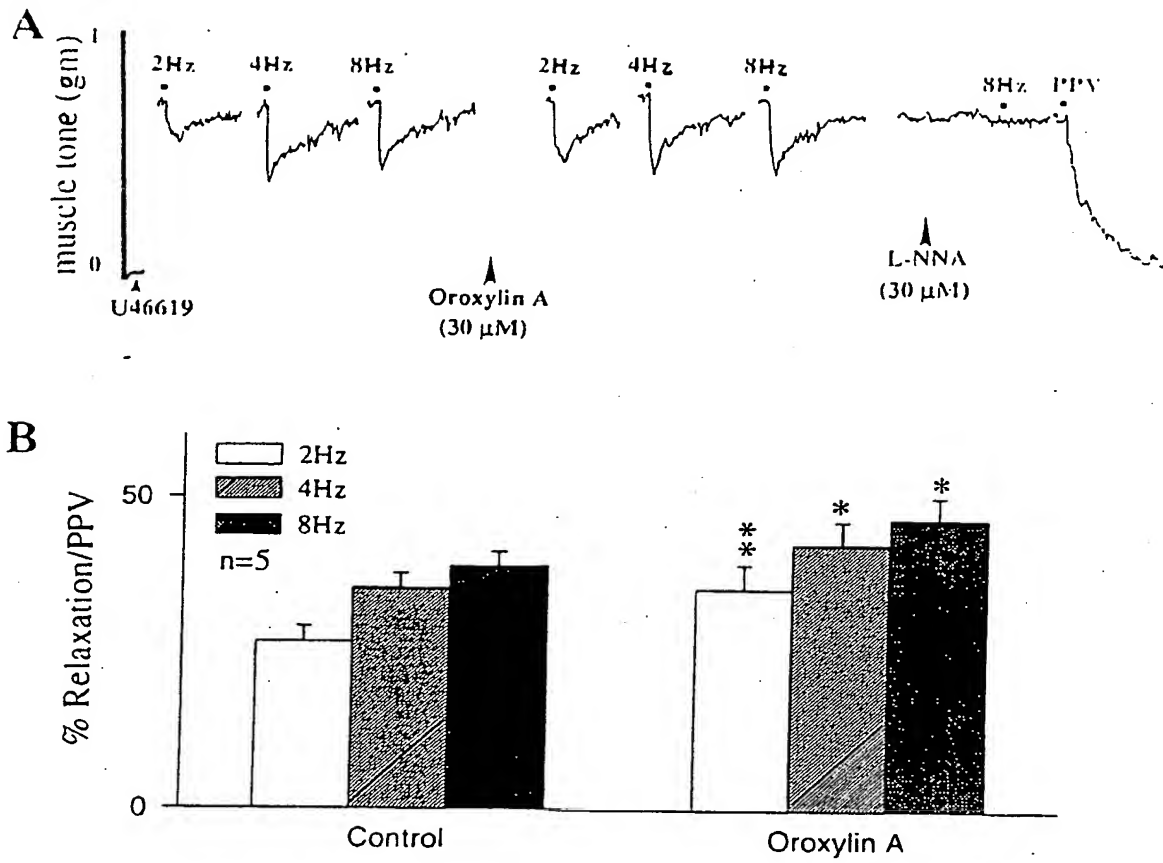 A
muscle tone (gm)
1
0
2Hz 4Hz 8Hz 2Hz 4Hz 8Hz 8Hz PPV
U46619
Oroxylin A
(30 µM)
L-NNA
(30 µM)
B
% Relaxation/PPV
50
0
2Hz
4Hz
8Hz
n=5
* * * *
Control Oroxylin A